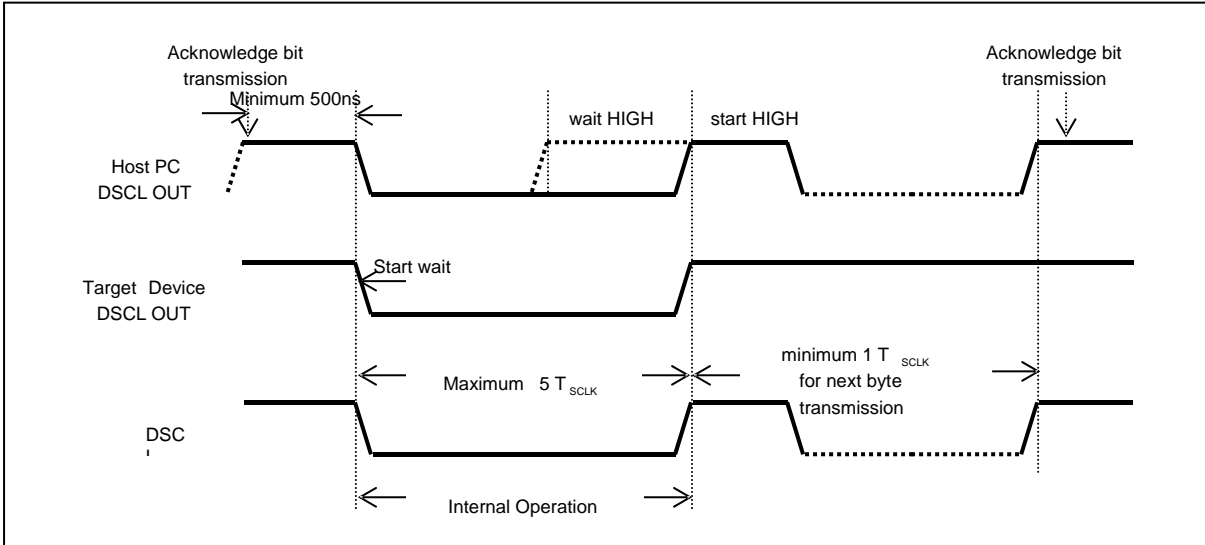 Acknowledge bit
transmission
Minimum 500ns
Acknowledge bit
transmission
wait HIGH
start HIGH
Host PC
DSCL OUT
Start wait
Target Device
DSCL OUT
Maximum 5 T SCLK
minimum 1 T SCLK
for next byte
transmission
DSC
Internal Operation